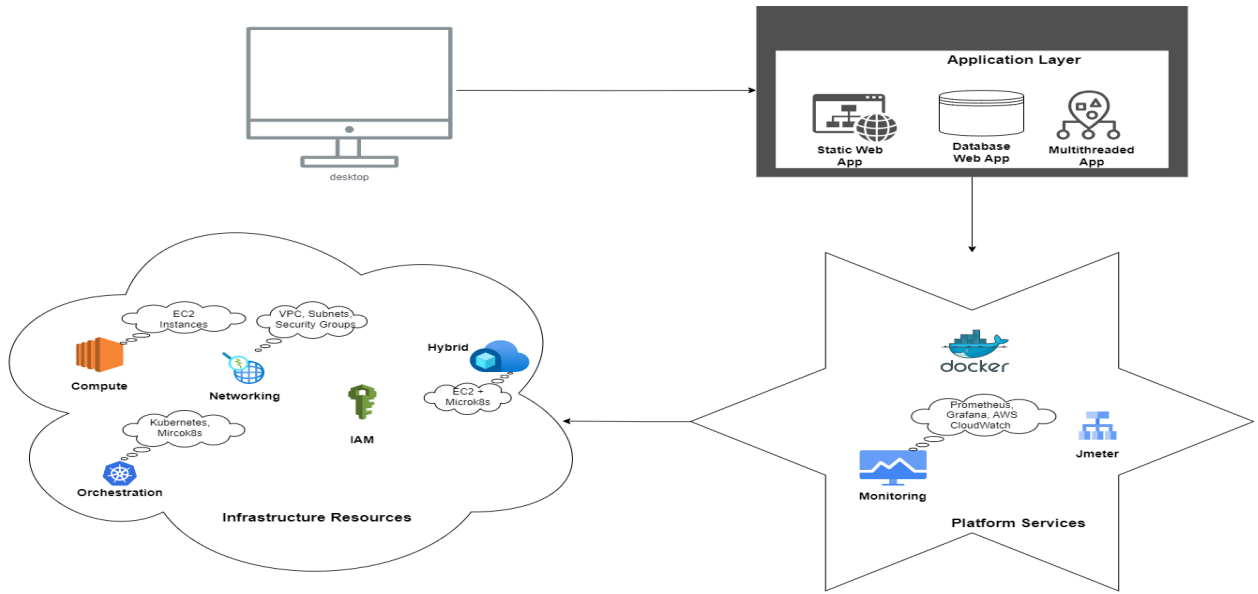 desktop
Application Layer
Static Web
App
Database
Web App
Multithreaded
App
EC2
Instances
VPC, Subnets,
Security Groups
Compute
Networking
Hybrid
EC2 +
Microk8s
IAM
Kubernetes,
Mircok8s
Orchestration
Infrastructure Resources
docker
Prometheus,
Grafana, AWS
CloudWatch
Monitoring
Jmeter
Platform Services